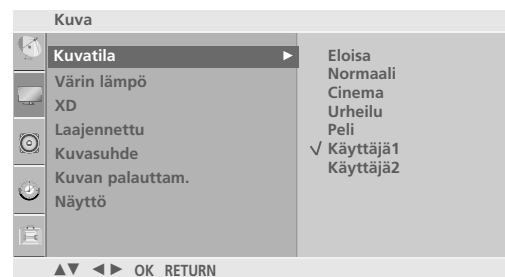 Kuva
Kuvatila ►
Värin lämpö
XD
Laajennettu
Kuvasuhde
Kuvan palauttam.
Näyttö
Eloisa
Normaali
Cinema
Urheilu
Peli
√ Käyttäjä1
Käyttäjä2
▲▼ ◄► OK RETURN